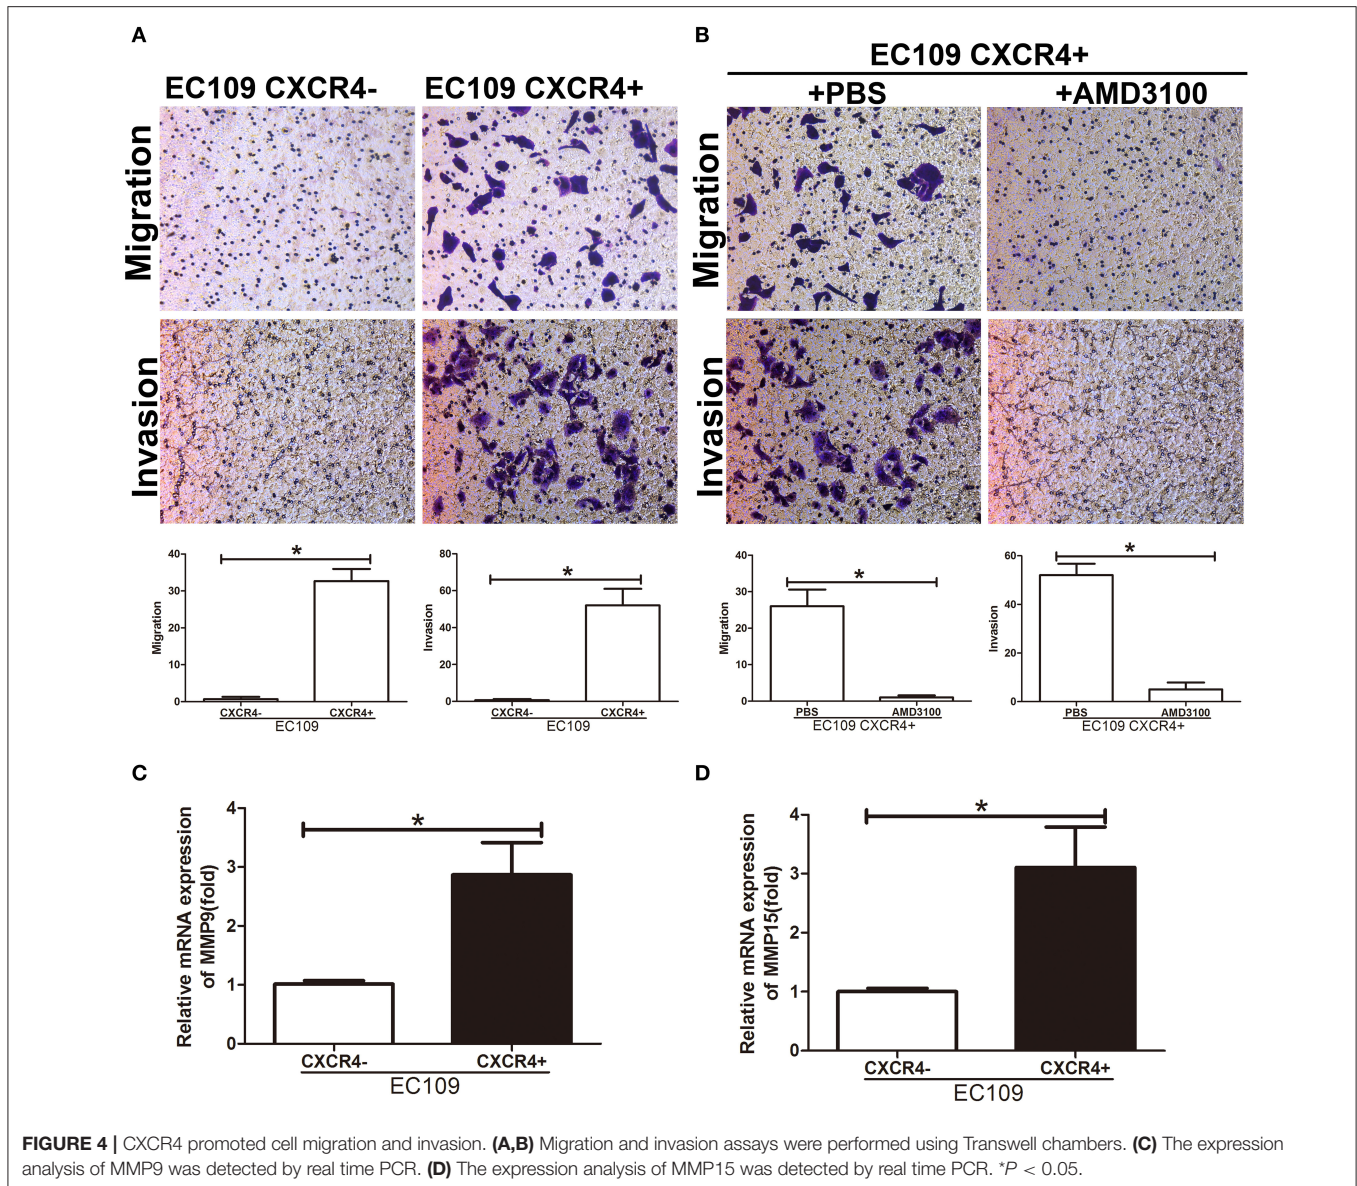 A
B
EC109 CXCR4+
EC109 CXCR4-
EC109 CXCR4+
+PBS
+AMD3100
Migration
Migration
Invasion
Invasion
40
30
20
10
0
Migration
*
CXCR4-
CXCR4+
EC109
80
60
40
20
0
Invasion
*
CXCR4-
CXCR4+
EC109
40
30
20
10
0
Migration
*
PBS
AMD3100
EC109 CXCR4+
60
40
20
0
Invasion
*
PBS
AMD3100
EC109 CXCR4+
C
4
3
2
1
0
Relative mRNA expression
of MMP9(fold)
*
CXCR4-
CXCR4+
EC109
D
4
3
2
1
0
Relative mRNA expression
of MMP15(fold)
*
CXCR4-
CXCR4+
EC109
FIGURE 4 | CXCR4 promoted cell migration and invasion. (A,B) Migration and invasion assays were performed using Transwell chambers. (C) The expression
analysis of MMP9 was detected by real time PCR. (D) The expression analysis of MMP15 was detected by real time PCR. *P < 0.05.